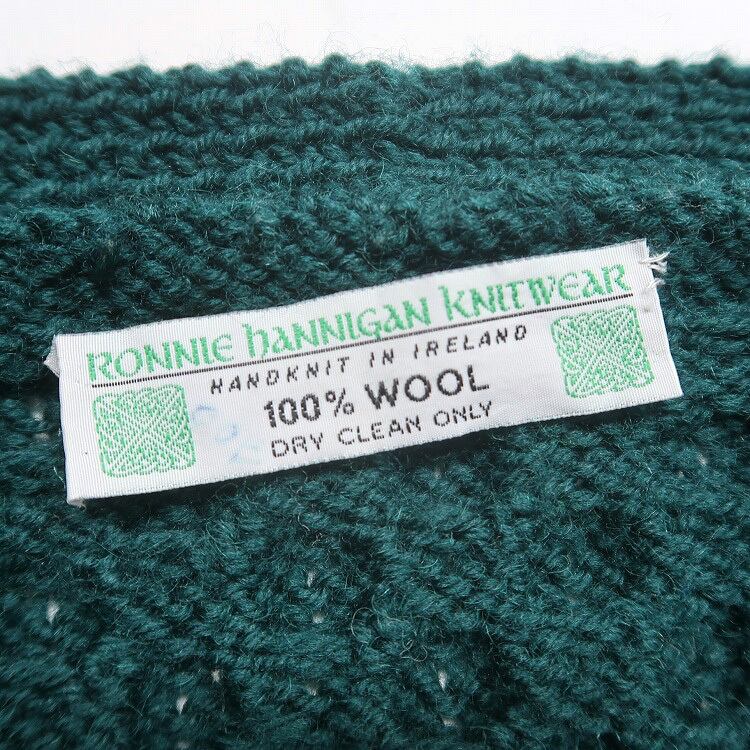 RONNIE hANNIGAN KNITWEAR
HANDKNIT IN IRELAND
100% WOOL
DRY CLEAN ONLY